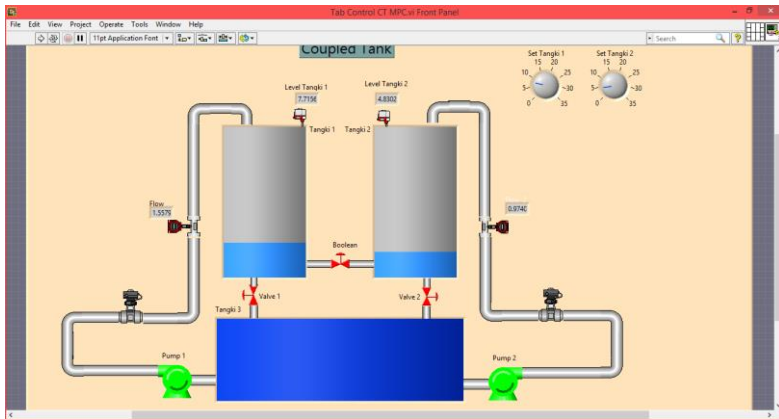 Tab Control CT MPC.vi Front Panel
File Edit View Project Operate Tools Window Help
11pt Application Font
Search
Coupled Tank
Set Tangki 1
Set Tangki 2
15 20
15 20
10 25
10 25
5 30
5 30
0 35
0 35
Level Tangki 1
7.7156
Level Tangki 2
4.8302
Tangki 1
Tangki 2
Flow
1.5579
0.9740
Boolean
Valve 1
Valve 2
Tangki 3
Pump 1
Pump 2